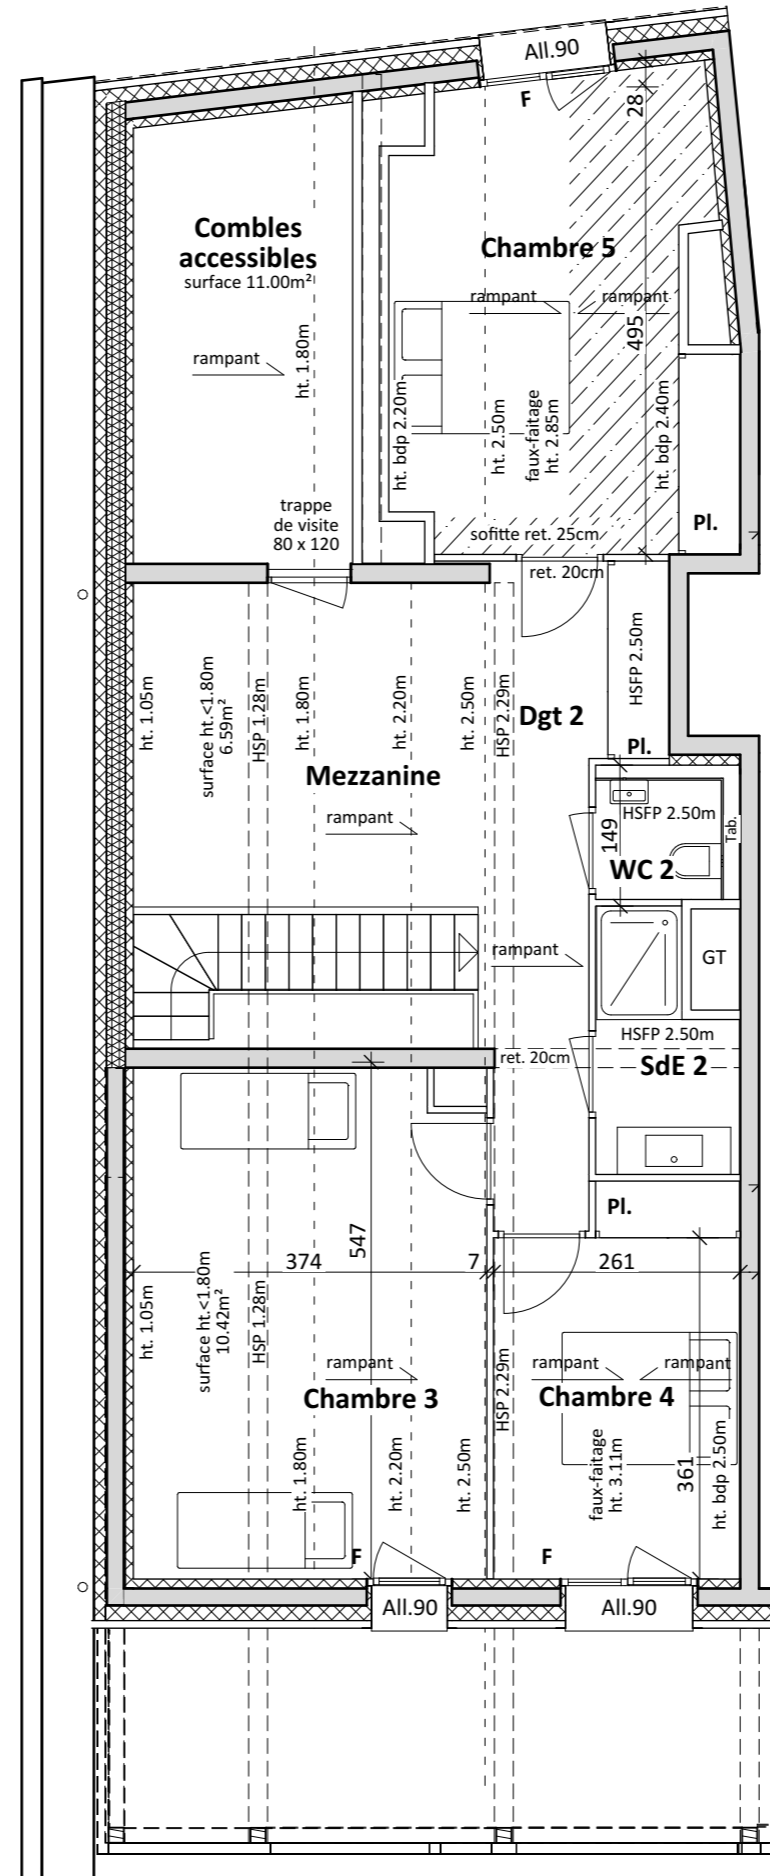 All.90
F
28
Combles
accessibles
surface 11.00m²
Chambre 5
rampant
rampant
495
rampant
ht. 1.80m
ht. bdp 2.20m
ht. 2.50m
faux-faitage
ht. 2.85m
ht. bdp 2.40m
trappe
de visite
80 x 120
Pl.
sofitte ret. 25cm
ret. 20cm
HSFP 2.50m
ht. 1.05m
surface ht.<1.80m
6.59m²
HSP 1.28m
ht. 1.80m
ht. 2.20m
ht. 2.50m
HSP 2.29m
Dgt 2
Pl.
Mezzanine
rampant
HSFP 2.50m
149
Tab.
WC 2
rampant
GT
HSFP 2.50m
ret. 20cm
SdE 2
Pl.
547
374
7
261
ht. 1.05m
surface ht.<1.80m
10.42m²
HSP 1.28m
HSP 2.29m
rampant
rampant
rampant
Chambre 3
Chambre 4
ht. 1.80m
ht. 2.20m
ht. 2.50m
faux-faitage
ht. 3.11m
361
ht. bdp 2.50m
F
F
All.90
All.90